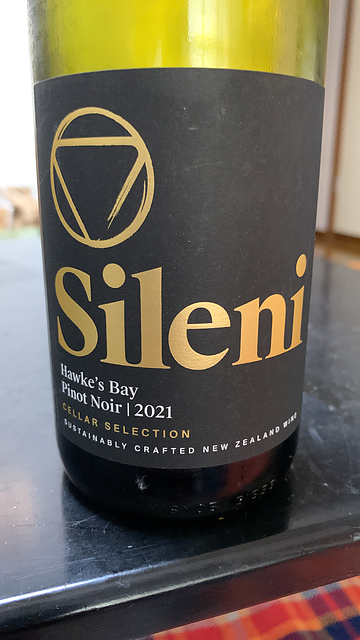 Sileni
Hawke's Bay
Pinot Noir | 2021
CELLAR SELECTION
SUSTAINABLY CRAFTED NEW ZEALAND WINE